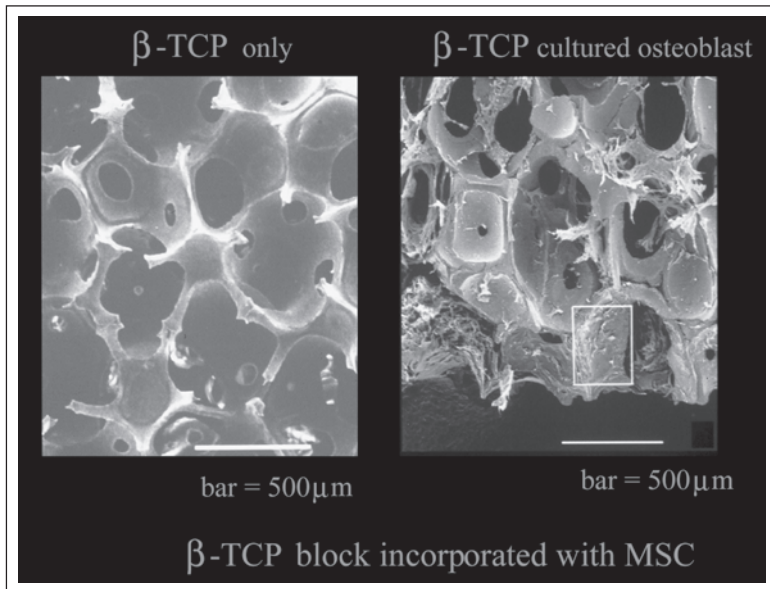 β-TCP only
β-TCP cultured osteoblast
bar = 500μm
bar = 500μm
β-TCP block incorporated with MSC